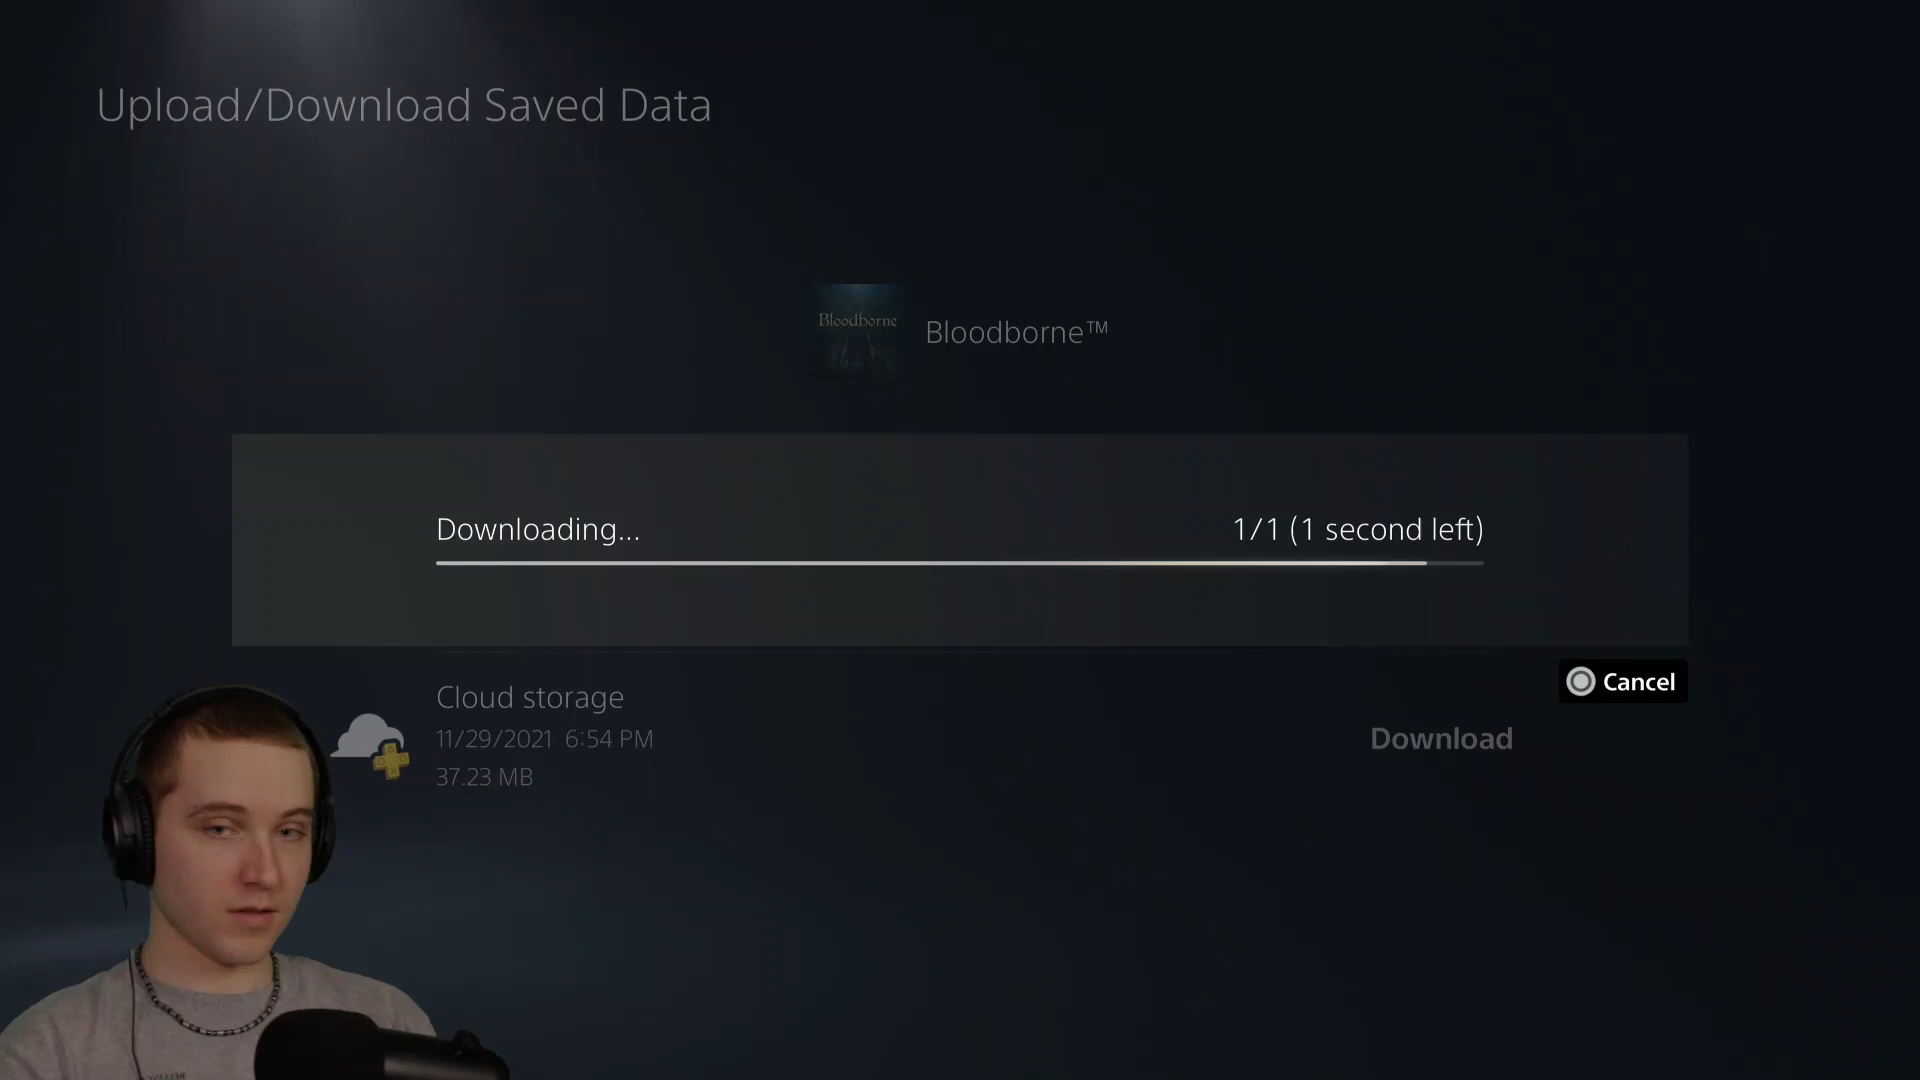 Upload/Download Saved Data
Bloodborne
Bloodborne™
Downloading...
1/1 (1 second left)
Cancel
Cloud storage
11/29/2021 6:54 PM
Download
37.23 MB